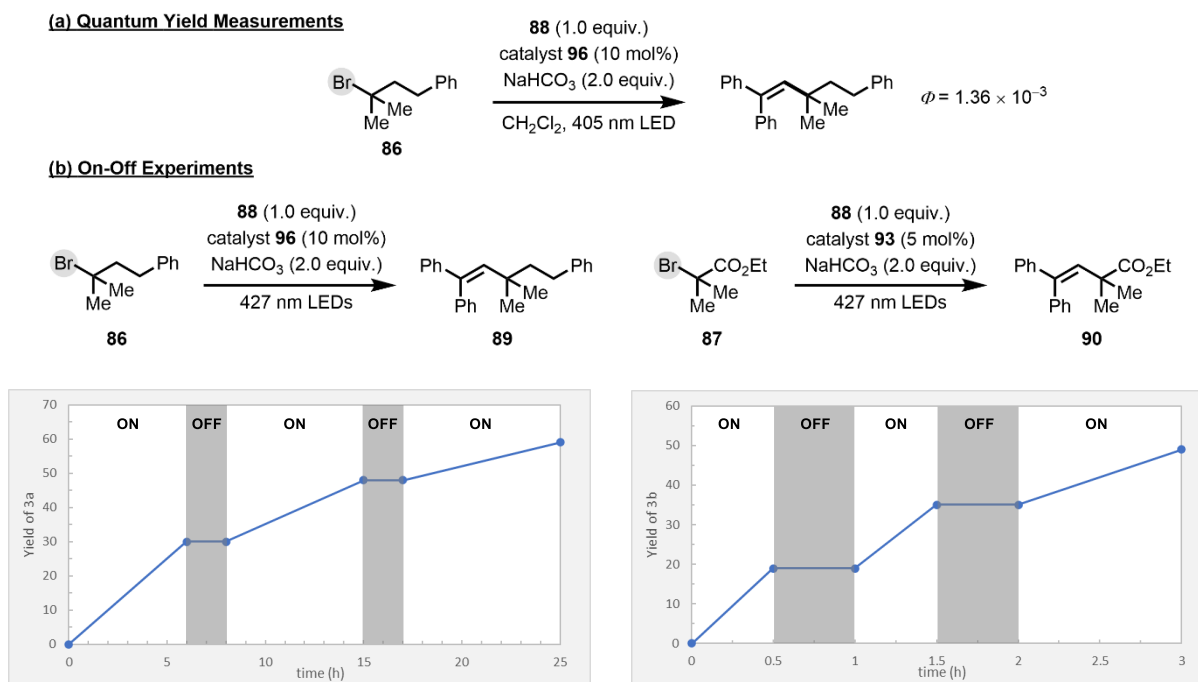 (a) Quantum Yield Measurements
88 (1.0 equiv.)
catalyst 96 (10 mol%)
NaHCO3 (2.0 equiv.)
CH2Cl2, 405 nm LED
Br
Ph
Me
Me
86
Ph
Ph
Ph
Me
Me
Φ = 1.36 × 10⁻³
(b) On-Off Experiments
88 (1.0 equiv.)
catalyst 96 (10 mol%)
NaHCO3 (2.0 equiv.)
427 nm LEDs
Br
Ph
Me
Me
86
Ph
Ph
Ph
Me
Me
89
88 (1.0 equiv.)
catalyst 93 (5 mol%)
NaHCO3 (2.0 equiv.)
427 nm LEDs
Br
CO2Et
Me
Me
87
Ph
CO2Et
Ph
Me
Me
90
ON OFF ON OFF ON
Yield of 3a
70
60
50
40
30
20
10
0
0 5 10 15 20 25
time (h)
ON OFF ON OFF ON
Yield of 3b
60
50
40
30
20
10
0
0 0.5 1 1.5 2 2.5 3
time (h)